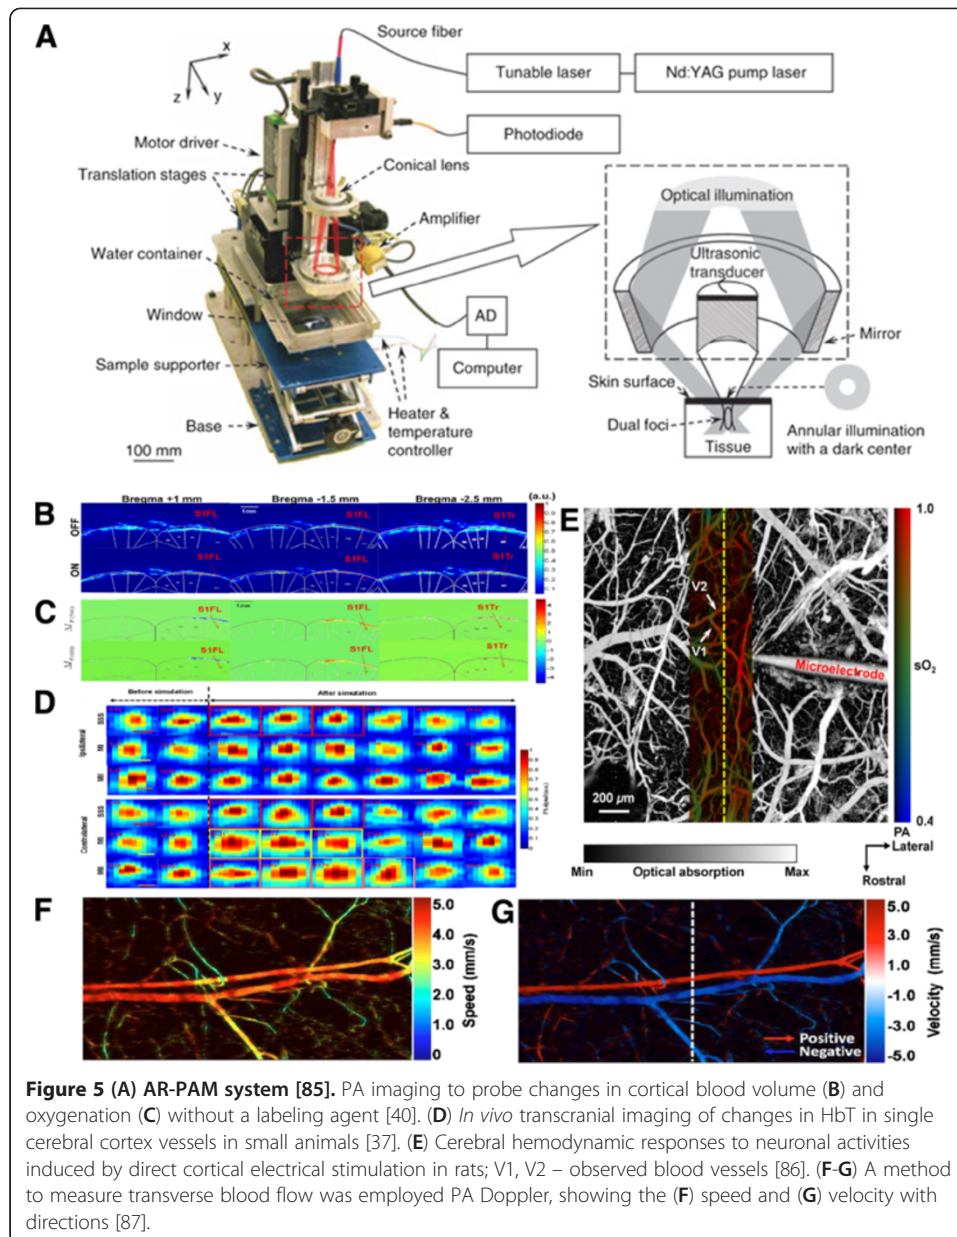 A
x
z
y
Source fiber
Tunable laser
Nd:YAG pump laser
Photodiode
Motor driver
Translation stages
Conical lens
Amplifier
Water container
Window
AD
Computer
Sample supporter
Base
Heater &
temperature
controller
100 mm
Optical illumination
Ultrasonic
transducer
Mirror
Skin surface
Dual foci
Tissue
Annular illumination
with a dark center
B
Bregma +1 mm
Bregma -1.5 mm
Bregma -2.5 mm
(a.u.)
OFF
ON
1 mm
S1FL
S1FL
S1Tr
S1FL
S1FL
S1Tr
C
S1FL
S1FL
S1Tr
S1FL
S1FL
S1Tr
D
Before simulation
After simulation
Ipsilateral
Contralateral
SSS
SSS
E
V2
V1
Microelectrode
200 µm
1.0
sO2
0.4
PA
Lateral
Rostral
Min
Optical absorption
Max
F
5.0
4.0
3.0
2.0
1.0
0
Speed (mm/s)
G
Positive
Negative
5.0
3.0
1.0
-1.0
-3.0
-5.0
Velocity (mm/s)
Figure 5 (A) AR-PAM system [85]. PA imaging to probe changes in cortical blood volume (B) and
oxygenation (C) without a labeling agent [40]. (D) In vivo transcranial imaging of changes in HbT in single
cerebral cortex vessels in small animals [37]. (E) Cerebral hemodynamic responses to neuronal activities
induced by direct cortical electrical stimulation in rats; V1, V2 – observed blood vessels [86]. (F-G) A method
to measure transverse blood flow was employed PA Doppler, showing the (F) speed and (G) velocity with
directions [87].